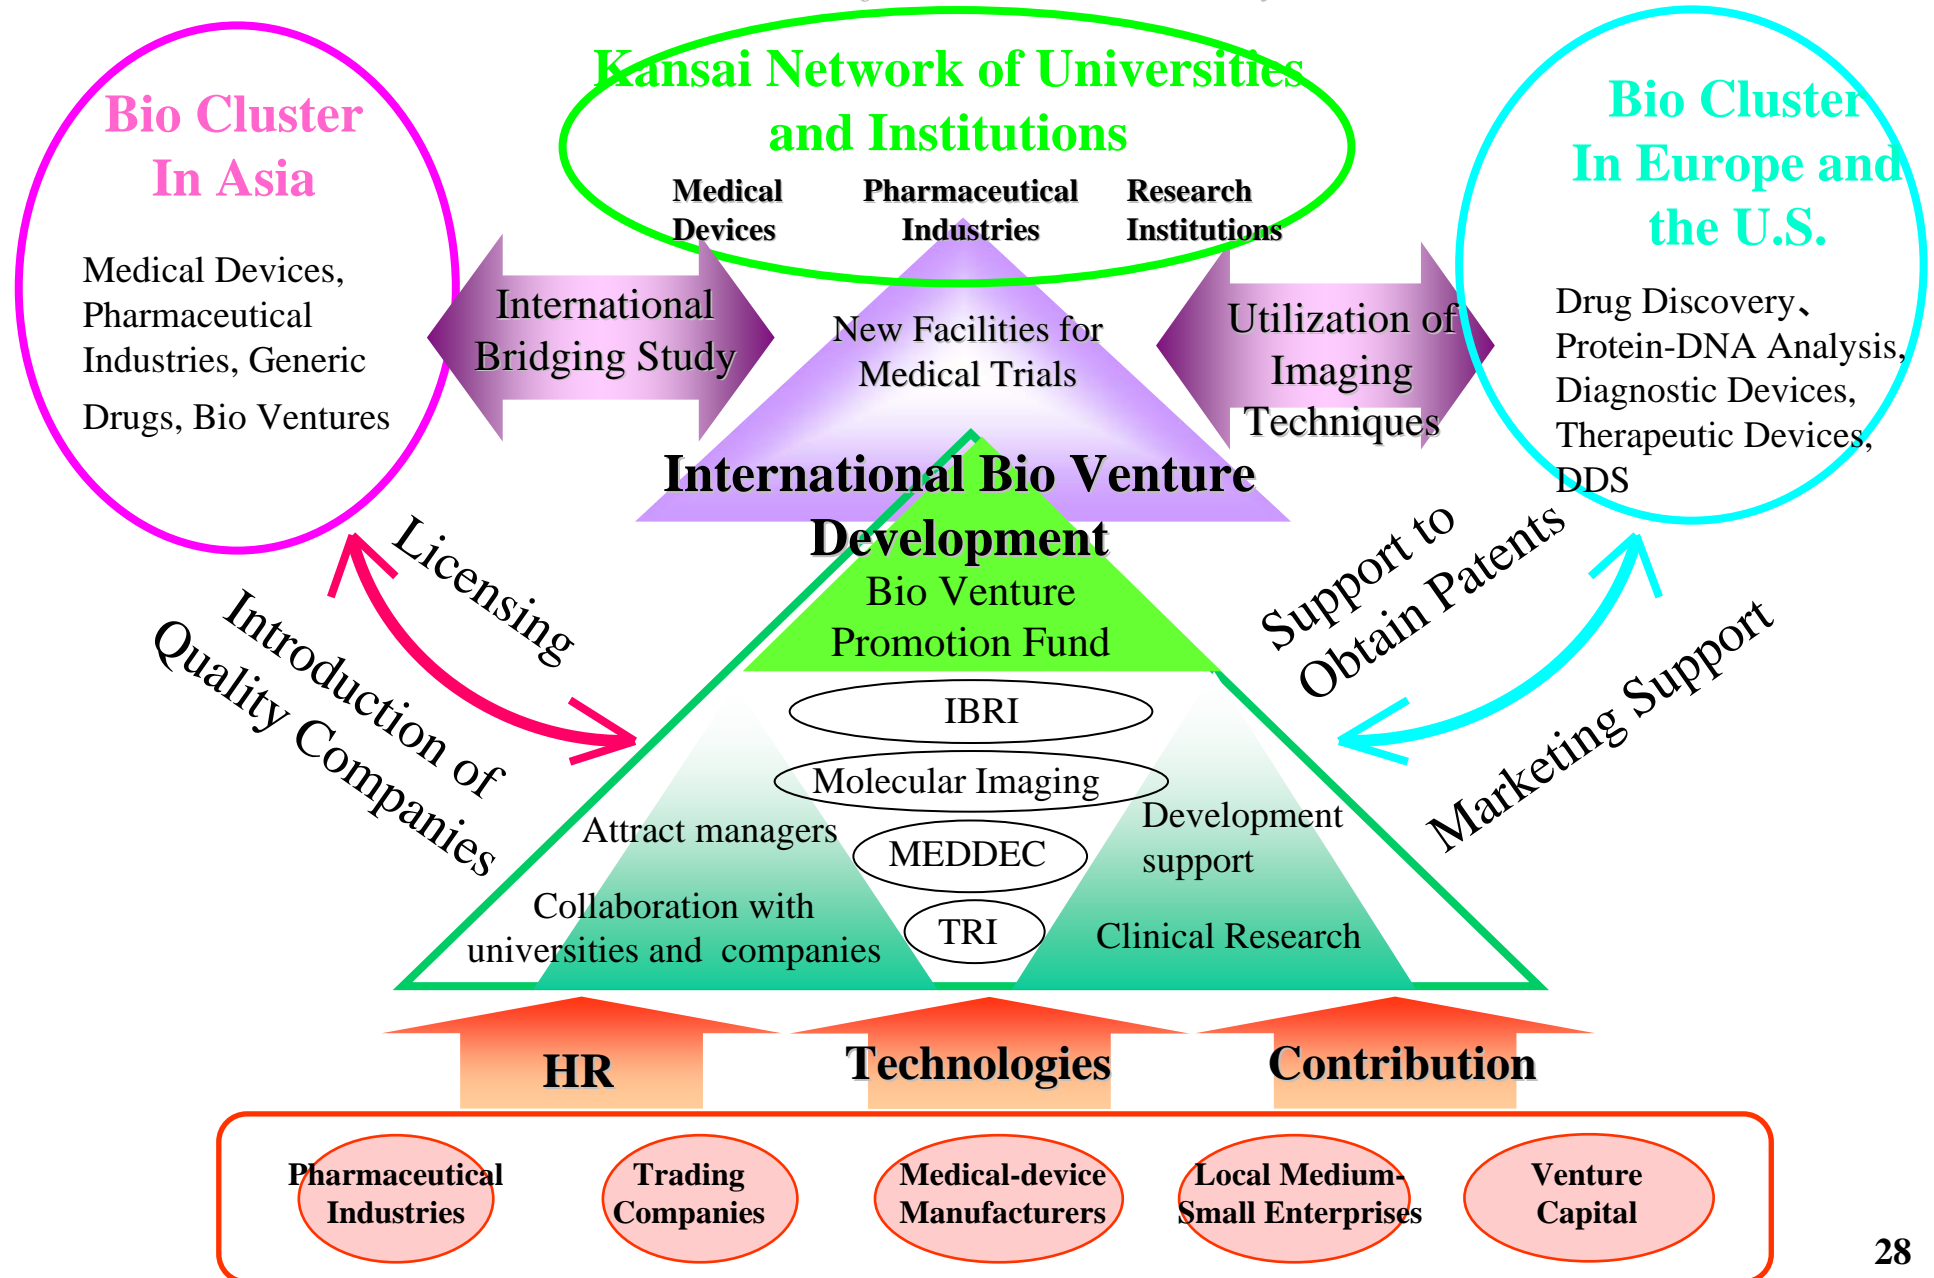 Kansai Network of Universities
and Institutions
Medical
Devices
Pharmaceutical
Industries
Research
Institutions
Bio Cluster
In Asia
Medical Devices,
Pharmaceutical
Industries, Generic
Drugs, Bio Ventures
Bio Cluster
In Europe and
the U.S.
Drug Discovery、
Protein-DNA Analysis,
Diagnostic Devices,
Therapeutic Devices,
DDS
International
Bridging Study
New Facilities for
Medical Trials
Utilization of
Imaging
Techniques
International Bio Venture
Development
Bio Venture
Promotion Fund
Licensing
Introduction of
Quality Companies
Support to
Obtain Patents
Marketing Support
IBRI
Molecular Imaging
MEDDEC
TRI
Attract managers
Collaboration with
universities and companies
Development
support
Clinical Research
HR
Technologies
Contribution
Pharmaceutical
Industries
Trading
Companies
Medical-device
Manufacturers
Local Medium-
Small Enterprises
Venture
Capital
28